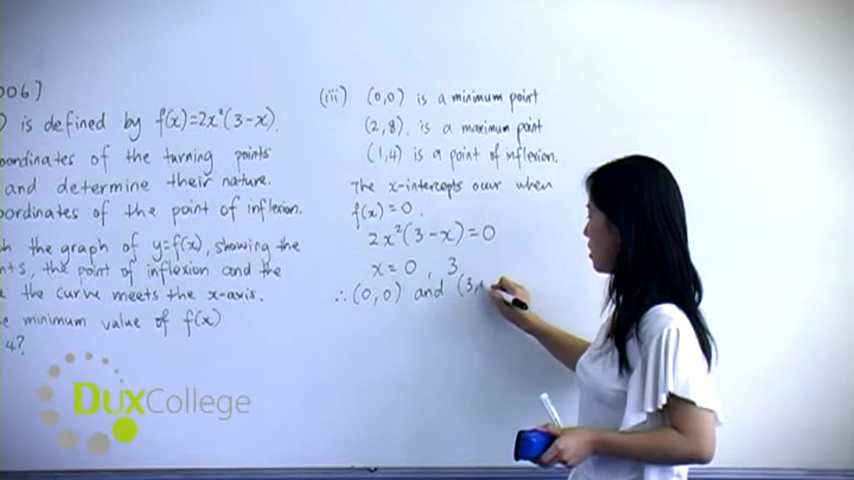 006]
) is defined by f(x)=2x²(3-x).
oordinates of the turning points
and determine their nature.
oordinates of the point of inflexion.
h the graph of y=f(x), showing the
nts, the point of inflexion and the
e the curve meets the x-axis.
e minimum value of f(x)
4?
(iii) (0,0) is a minimum point
(2,8) is a maximum point
(1,4) is a point of inflexion.
The x-intercepts occur when
f(x)=0.
2x²(3-x)=0
x=0, 3
∴(0,0) and (3,
DuxCollege